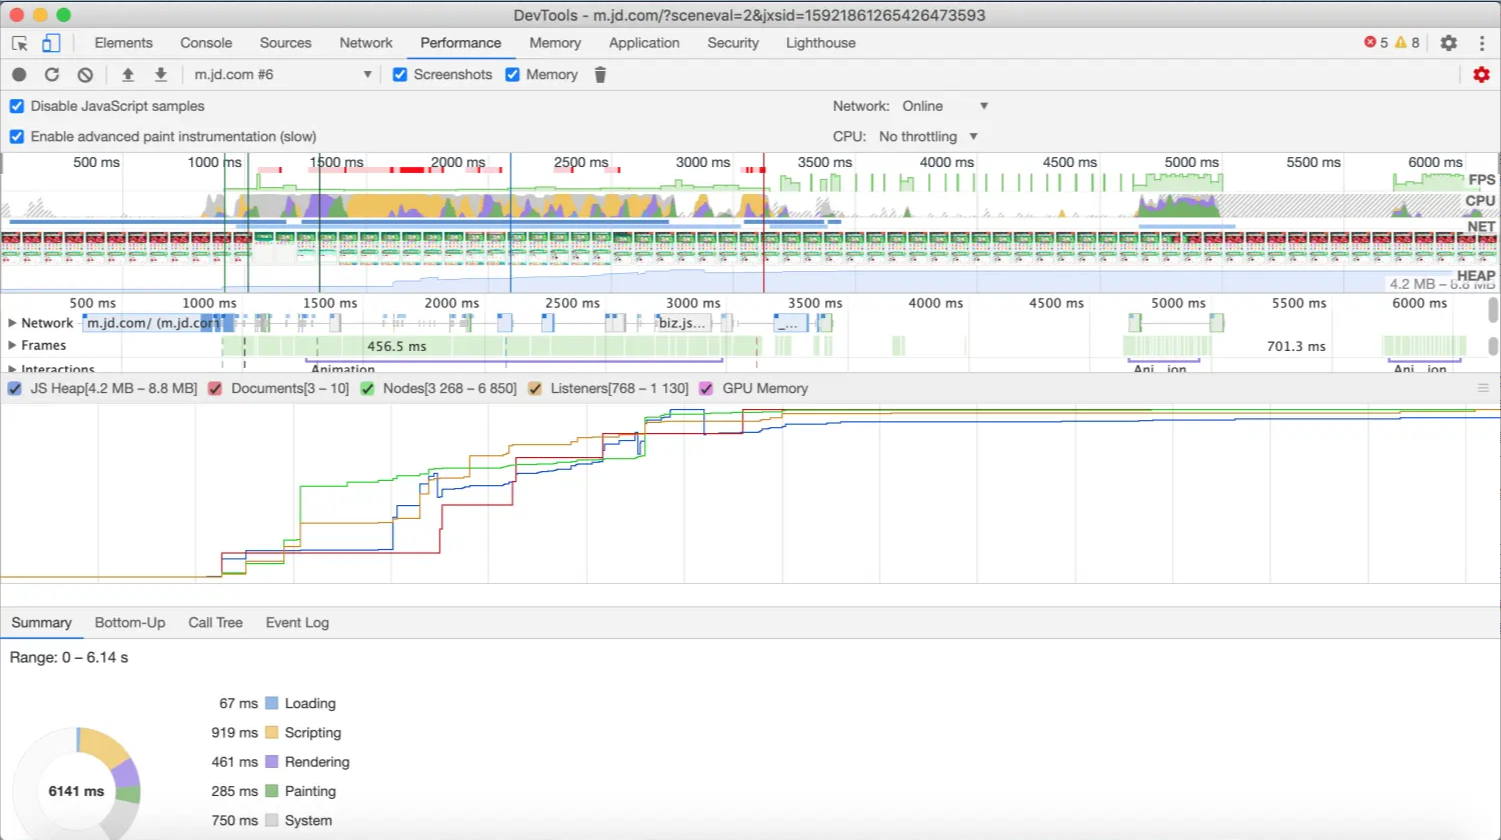 DevTools - m.jd.com/?sceneval=2&jxsid=15921861265426473593
Elements Console Sources Network Performance Memory Application Security Lighthouse 5 8
m.jd.com #6 Screenshots Memory
Disable JavaScript samples Network: Online
Enable advanced paint instrumentation (slow) CPU: No throttling
500 ms 1000 ms 1500 ms 2000 ms 2500 ms 3000 ms 3500 ms 4000 ms 4500 ms 5000 ms 5500 ms 6000 ms
FPS
CPU
NET
HEAP
4.2 MB – 8.8 MB
500 ms 1000 ms 1500 ms 2000 ms 2500 ms 3000 ms 3500 ms 4000 ms 4500 ms 5000 ms 5500 ms 6000 ms
Network m.jd.com/ (m.jd.com biz.js... _...
Frames 456.5 ms 701.3 ms
Interactions Animation Ani...ion Ani...ion
JS Heap[4.2 MB – 8.8 MB] Documents[3 – 10] Nodes[3 268 – 6 850] Listeners[768 – 1 130] GPU Memory
Summary Bottom-Up Call Tree Event Log
Range: 0 – 6.14 s
67 ms Loading
919 ms Scripting
461 ms Rendering
6141 ms
285 ms Painting
750 ms System